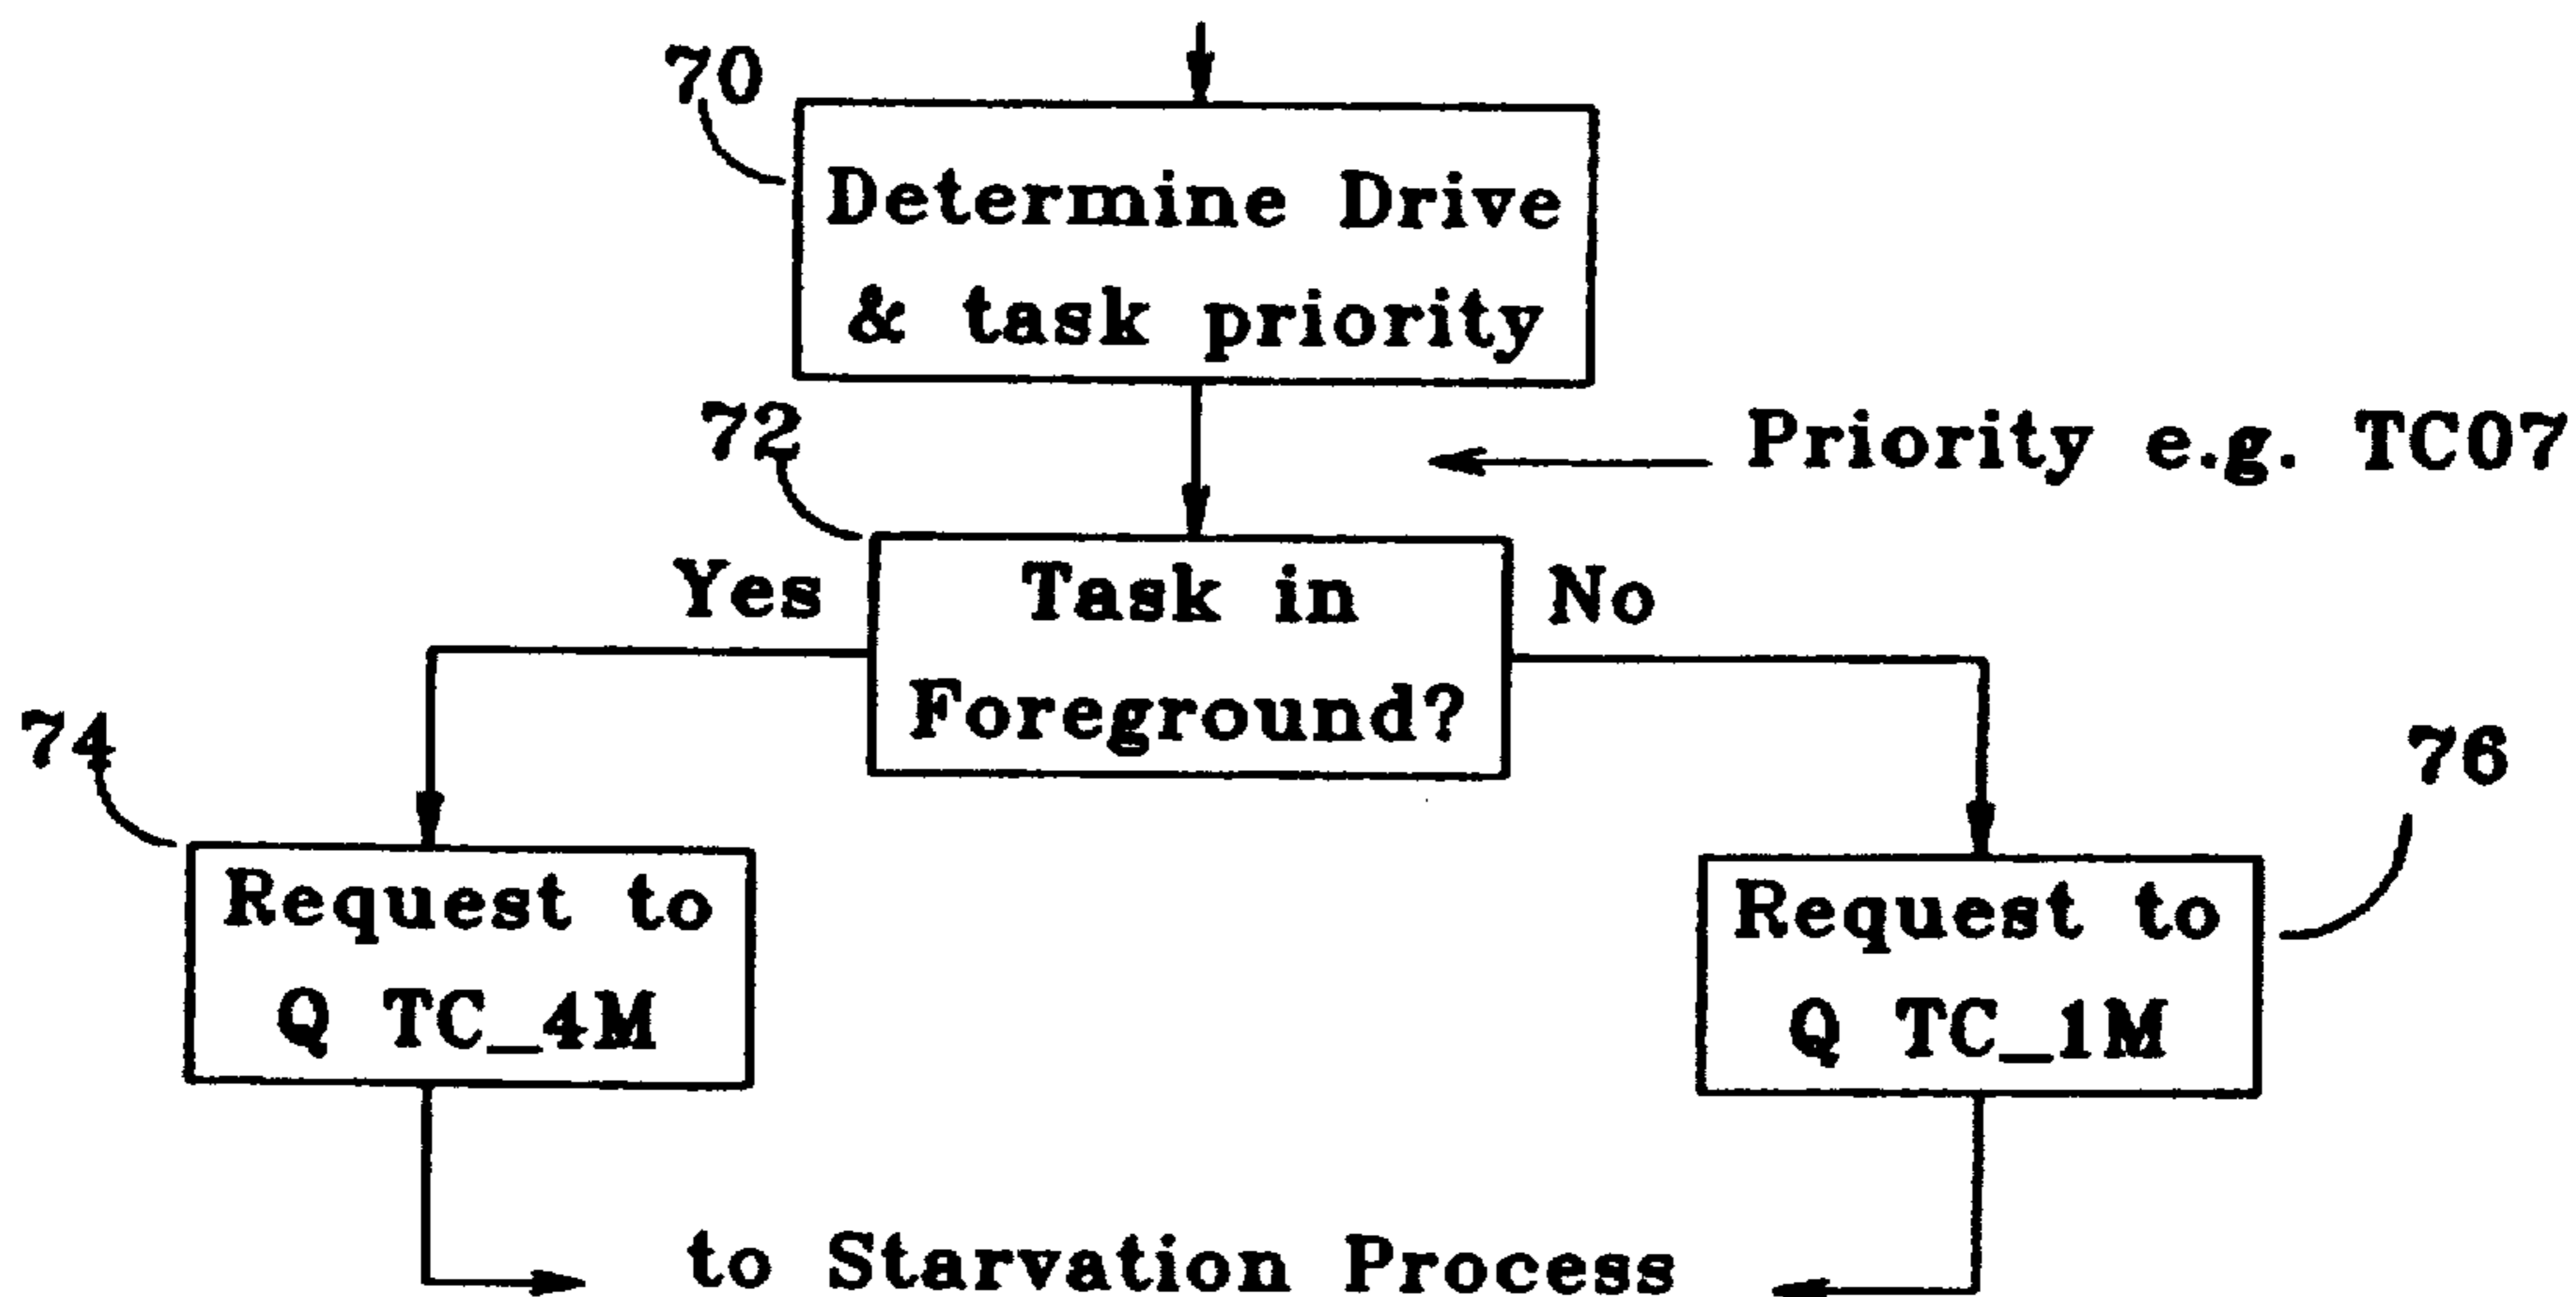 70
Determine Drive
& task priority
72
Priority e.g. TC07
Yes
Task in
Foreground?
No
74
Request to
Q TC_4M
76
Request to
Q TC_1M
to Starvation Process